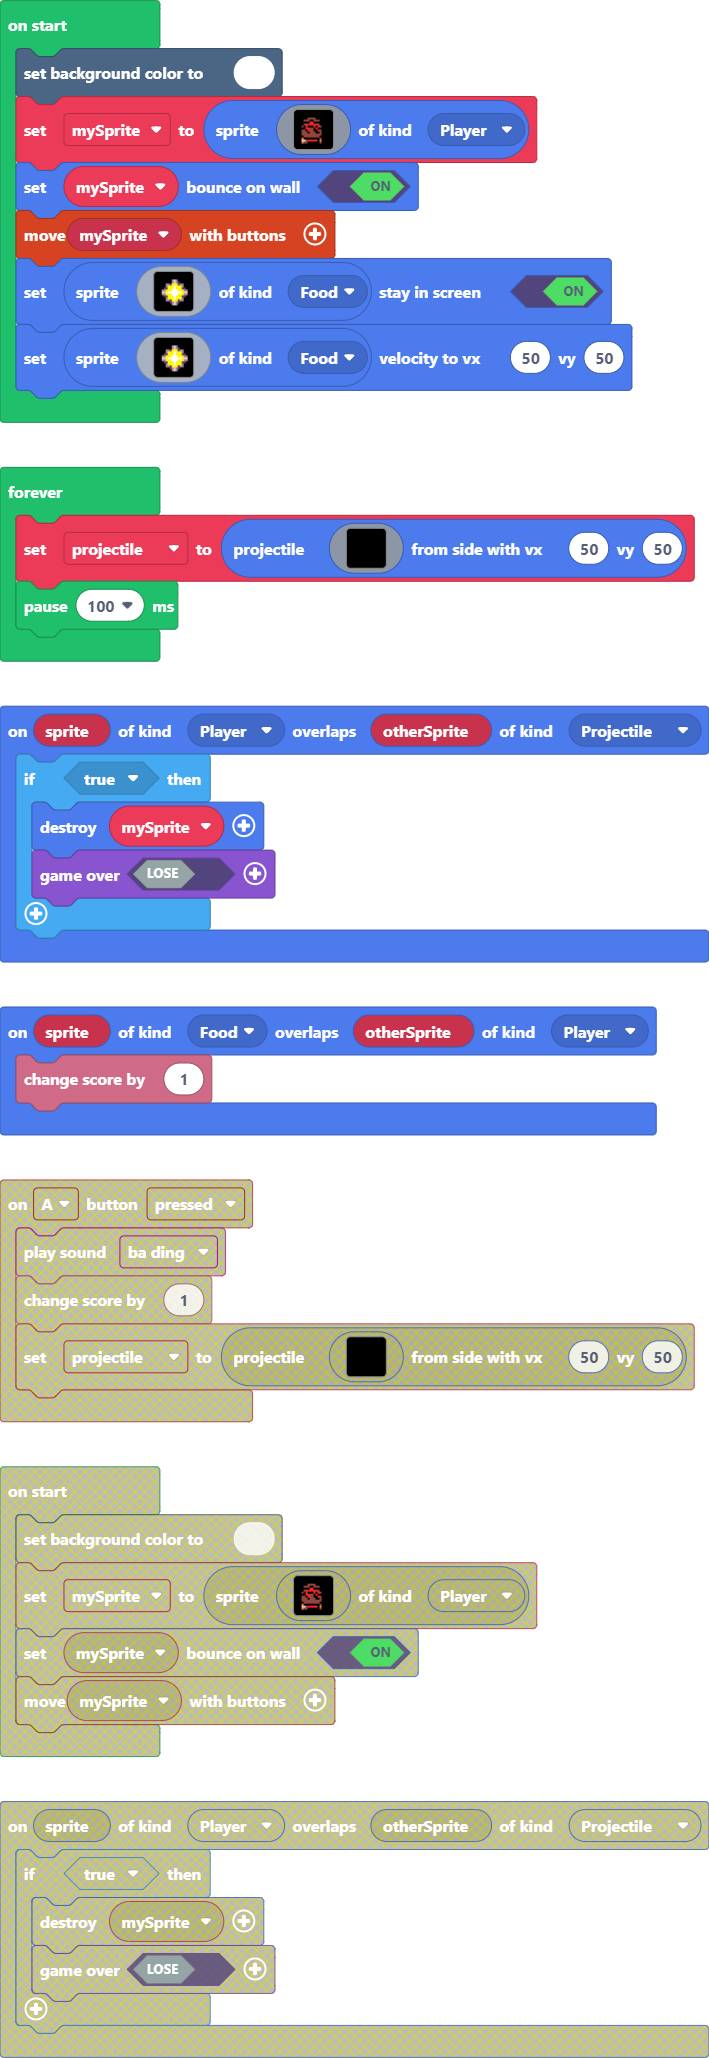 on start
set background color to
set mySprite to sprite of kind Player
set mySprite bounce on wall ON
move mySprite with buttons
set sprite of kind Food stay in screen ON
set sprite of kind Food velocity to vx 50 vy 50
forever
set projectile to projectile from side with vx 50 vy 50
pause 100 ms
on sprite of kind Player overlaps otherSprite of kind Projectile
if true then
destroy mySprite
game over LOSE
on sprite of kind Food overlaps otherSprite of kind Player
change score by 1
on A button pressed
play sound ba ding
change score by 1
set projectile to projectile from side with vx 50 vy 50
on start
set background color to
set mySprite to sprite of kind Player
set mySprite bounce on wall ON
move mySprite with buttons
on sprite of kind Player overlaps otherSprite of kind Projectile
if true then
destroy mySprite
game over LOSE